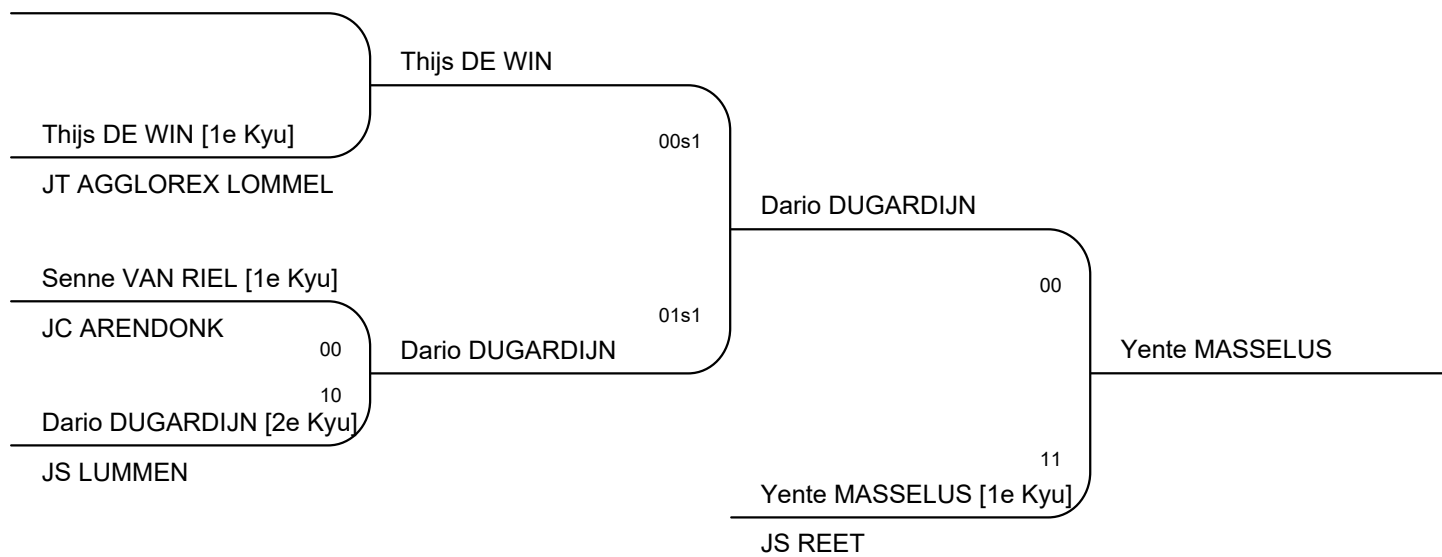 Thijs DE WIN
Thijs DE WIN [1e Kyu]
00s1
JT AGGLOREX LOMMEL
Dario DUGARDIJN
Senne VAN RIEL [1e Kyu]
00
01s1
JC ARENDONK
00
Dario DUGARDIJN
Yente MASSELUS
10
Dario DUGARDIJN [2e Kyu]
11
JS LUMMEN
Yente MASSELUS [1e Kyu]
JS REET